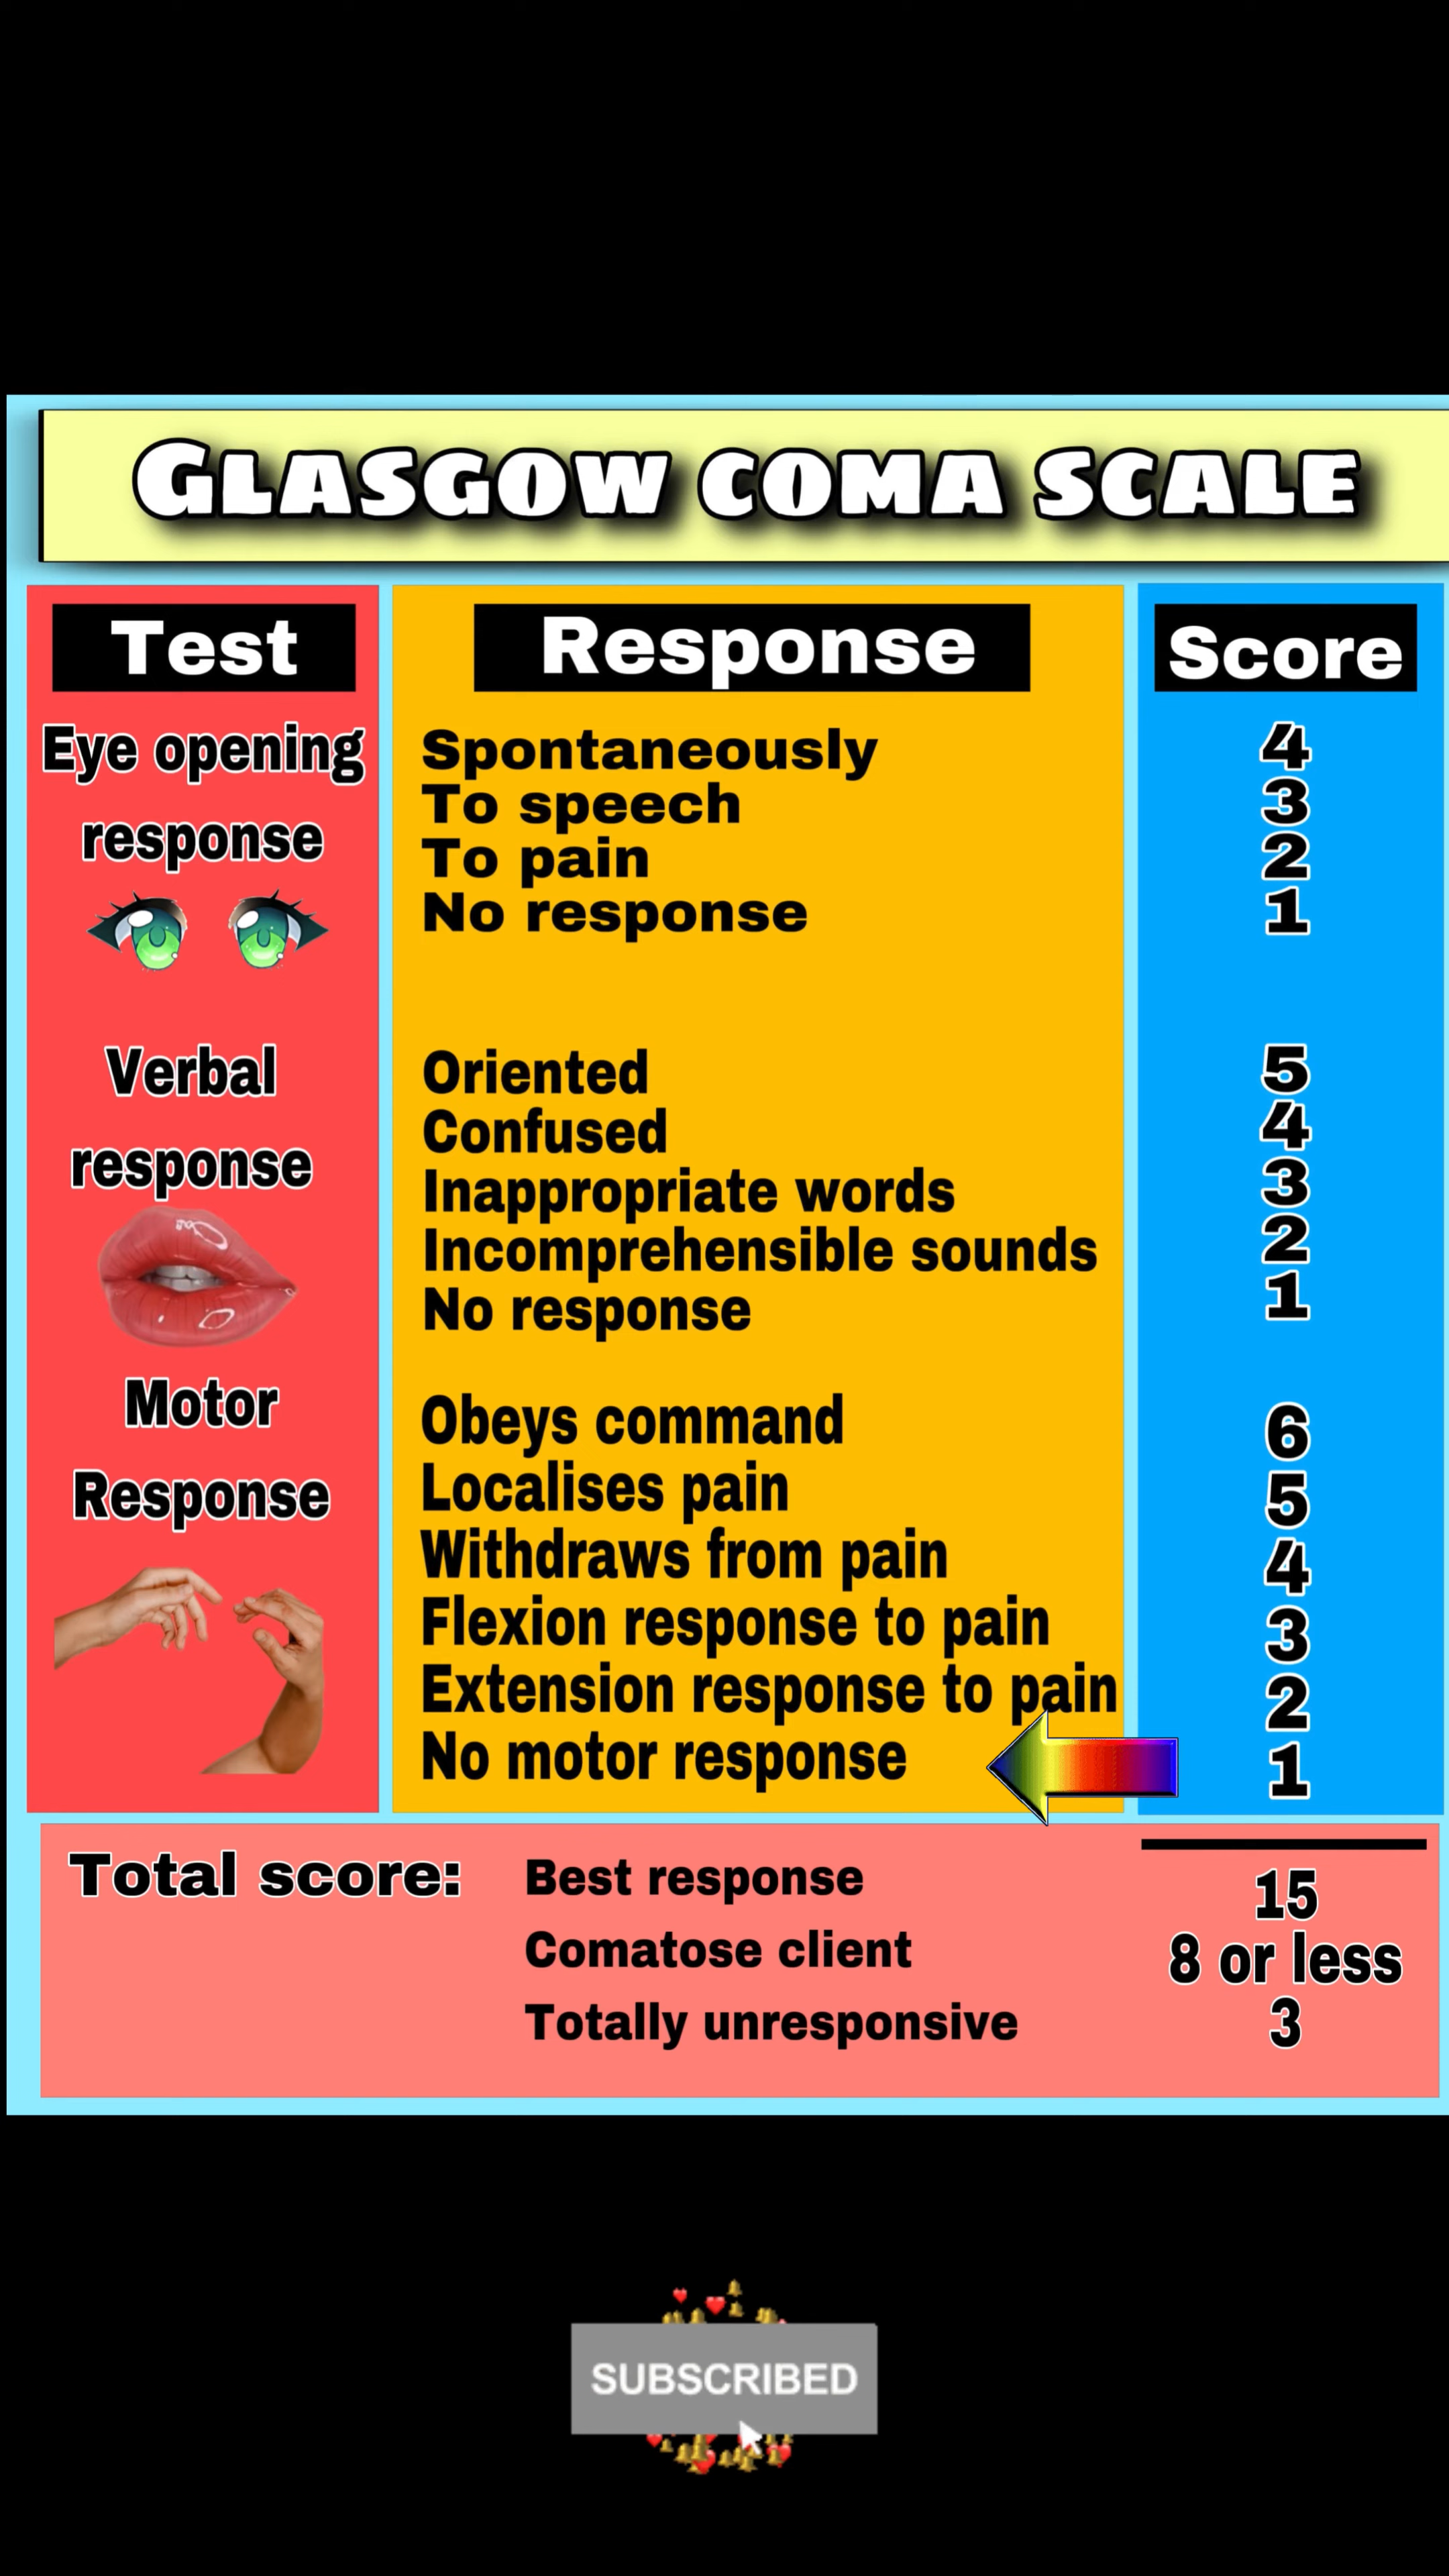 GLASGOW COMA SCALE
Test
Response
Score
Eye opening
response
Spontaneously 4
To speech 3
To pain 2
No response 1
Verbal
response
Oriented 5
Confused 4
Inappropriate words 3
Incomprehensible sounds 2
No response 1
Motor
Response
Obeys command 6
Localises pain 5
Withdraws from pain 4
Flexion response to pain 3
Extension response to pain 2
No motor response 1
Total score: Best response 15
Comatose client 8 or less
Totally unresponsive 3
SUBSCRIBED